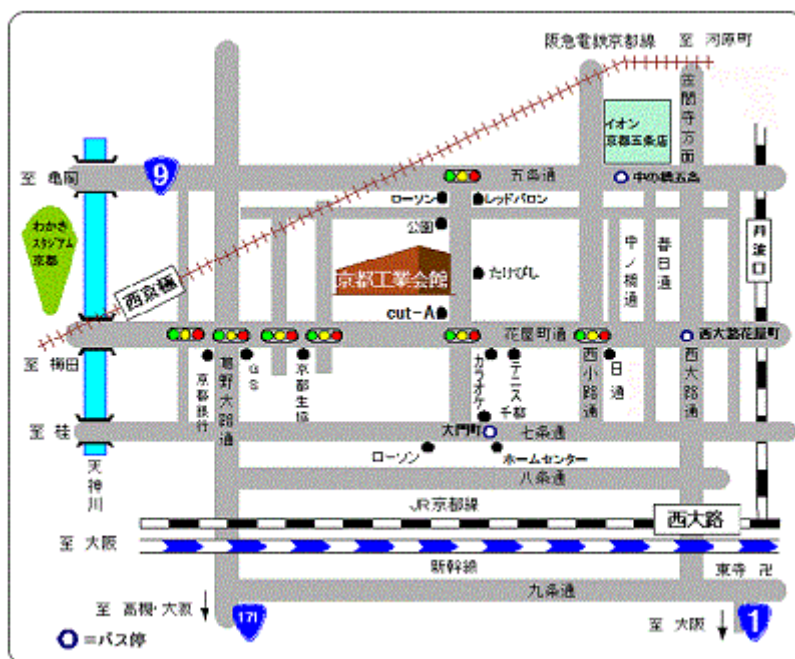 阪急電鉄京都線 至 河原町
イオン
京都五条店
至 亀岡
9
五条通
中の橋五条
ローソン
レッドバロン
公園
わかさ
スタジアム
京都
西京極
京都工業会館
たけびし
中ノ橋通
春日通
丹波口
cut-A
花屋町通
西大路花屋町
至 梅田
京都銀行
葛野大路通
GS
京都生協
カラオケ
テニス
千都
西小路通
日通
西大路通
至 桂
大門町
七条通
ローソン
ホームセンター
天神川
八条通
JR京都線
西大路
至 大阪
新幹線
東寺 卍
九条通
至 高槻・大阪
171
至 大阪
1
=バス停